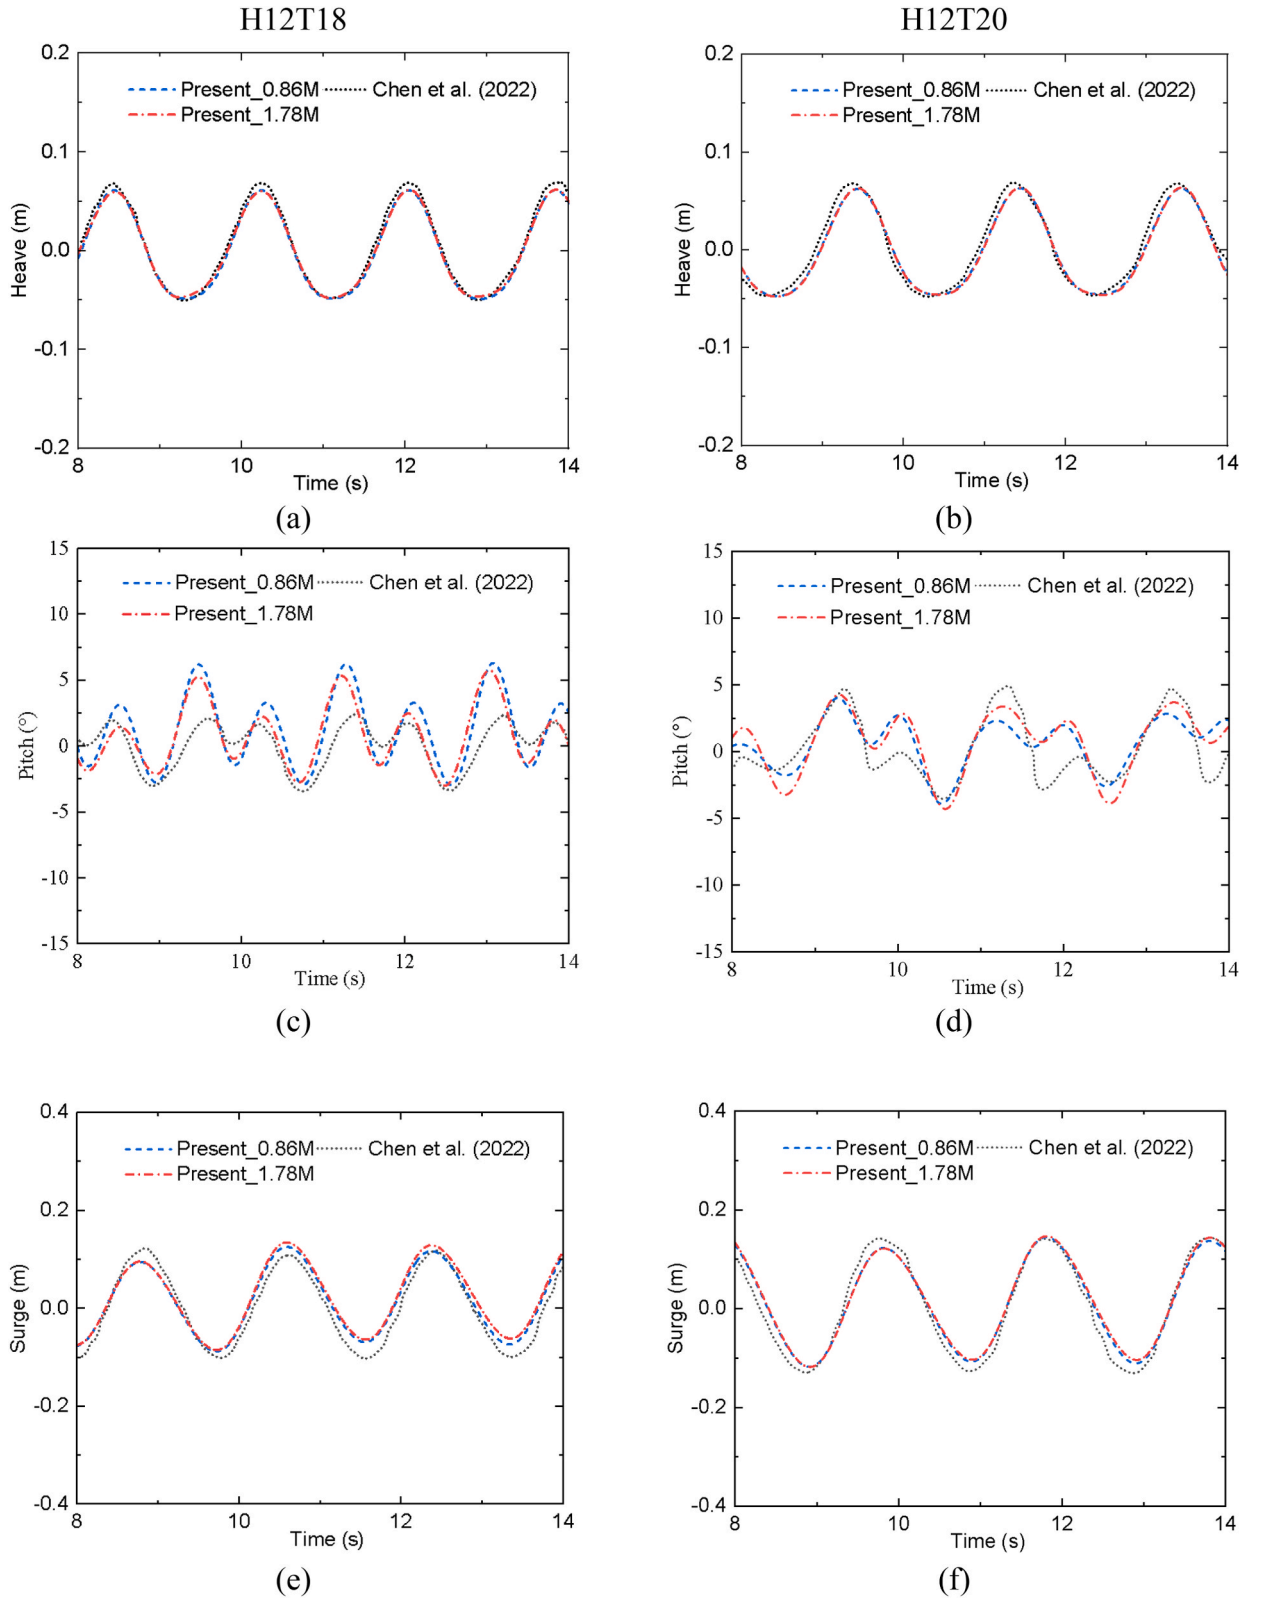 H12T18
H12T20
0.2
Present_0.86M Chen et al. (2022)
Present_1.78M
0.1
0.0
-0.1
-0.2
Heave (m)
8 10 12 14
Time (s)
(a)
0.2
Present_0.86M Chen et al. (2022)
Present_1.78M
0.1
0.0
-0.1
-0.2
Heave (m)
8 10 12 14
Time (s)
(b)
15
Present_0.86M Chen et al. (2022)
10
Present_1.78M
5
0
-5
-10
-15
Pitch (°)
8 10 12 14
Time (s)
(c)
15
Present_0.86M Chen et al. (2022)
10
Present_1.78M
5
0
-5
-10
-15
Pitch (°)
8 10 12 14
Time (s)
(d)
0.4
Present_0.86M Chen et al. (2022)
Present_1.78M
0.2
0.0
-0.2
-0.4
Surge (m)
8 10 12 14
Time (s)
(e)
0.4
Present_0.86M Chen et al. (2022)
Present_1.78M
0.2
0.0
-0.2
-0.4
Surge (m)
8 10 12 14
Time (s)
(f)